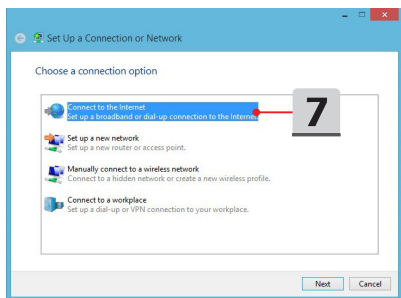 Set Up a Connection or Network
Choose a connection option
Connect to the Internet
Set up a broadband or dial-up connection to the Internet.
7
Set up a new network
Set up a new router or access point.
Manually connect to a wireless network
Connect to a hidden network or create a new wireless profile.
Connect to a workplace
Set up a dial-up or VPN connection to your workplace.
Next Cancel